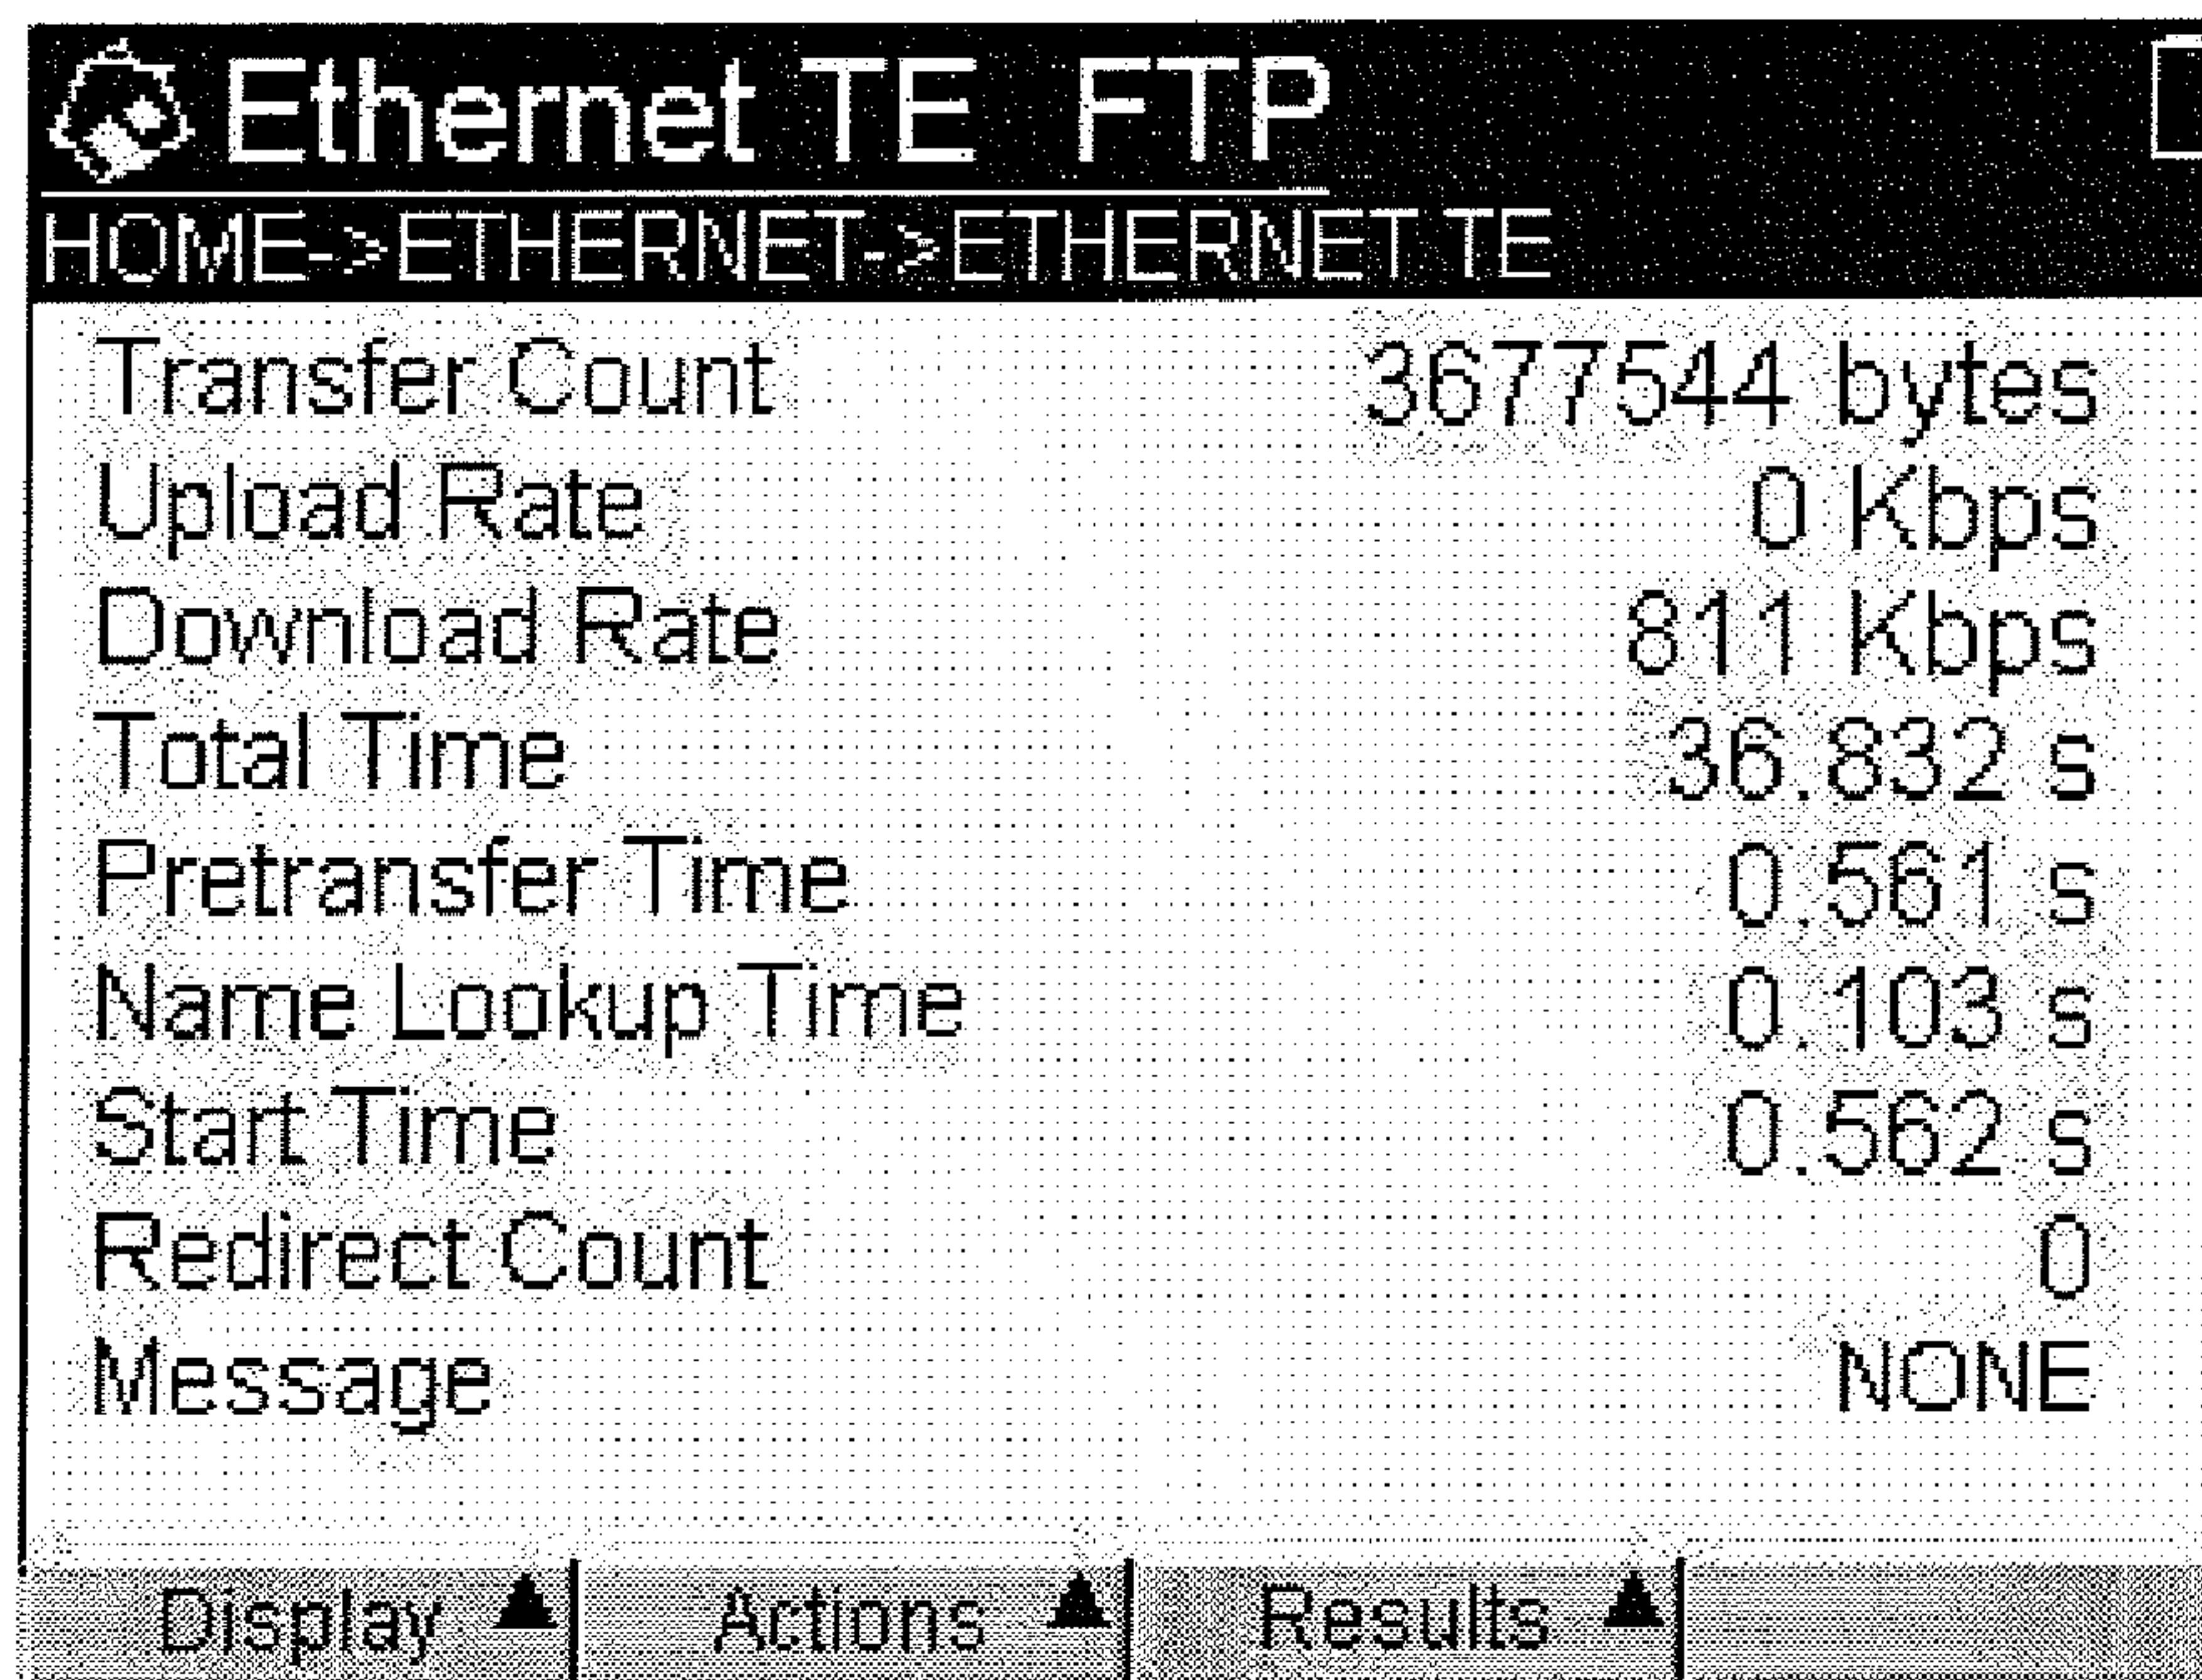 Ethernet TE FTP
HOME->ETHERNET->ETHERNET TE
Transfer Count 3677544 bytes
Upload Rate 0 Kbps
Download Rate 811 Kbps
Total Time 36.832 s
Pretransfer Time 0.561 s
Name Lookup Time 0.103 s
Start Time 0.562 s
Redirect Count 0
Message NONE
Display Actions Results